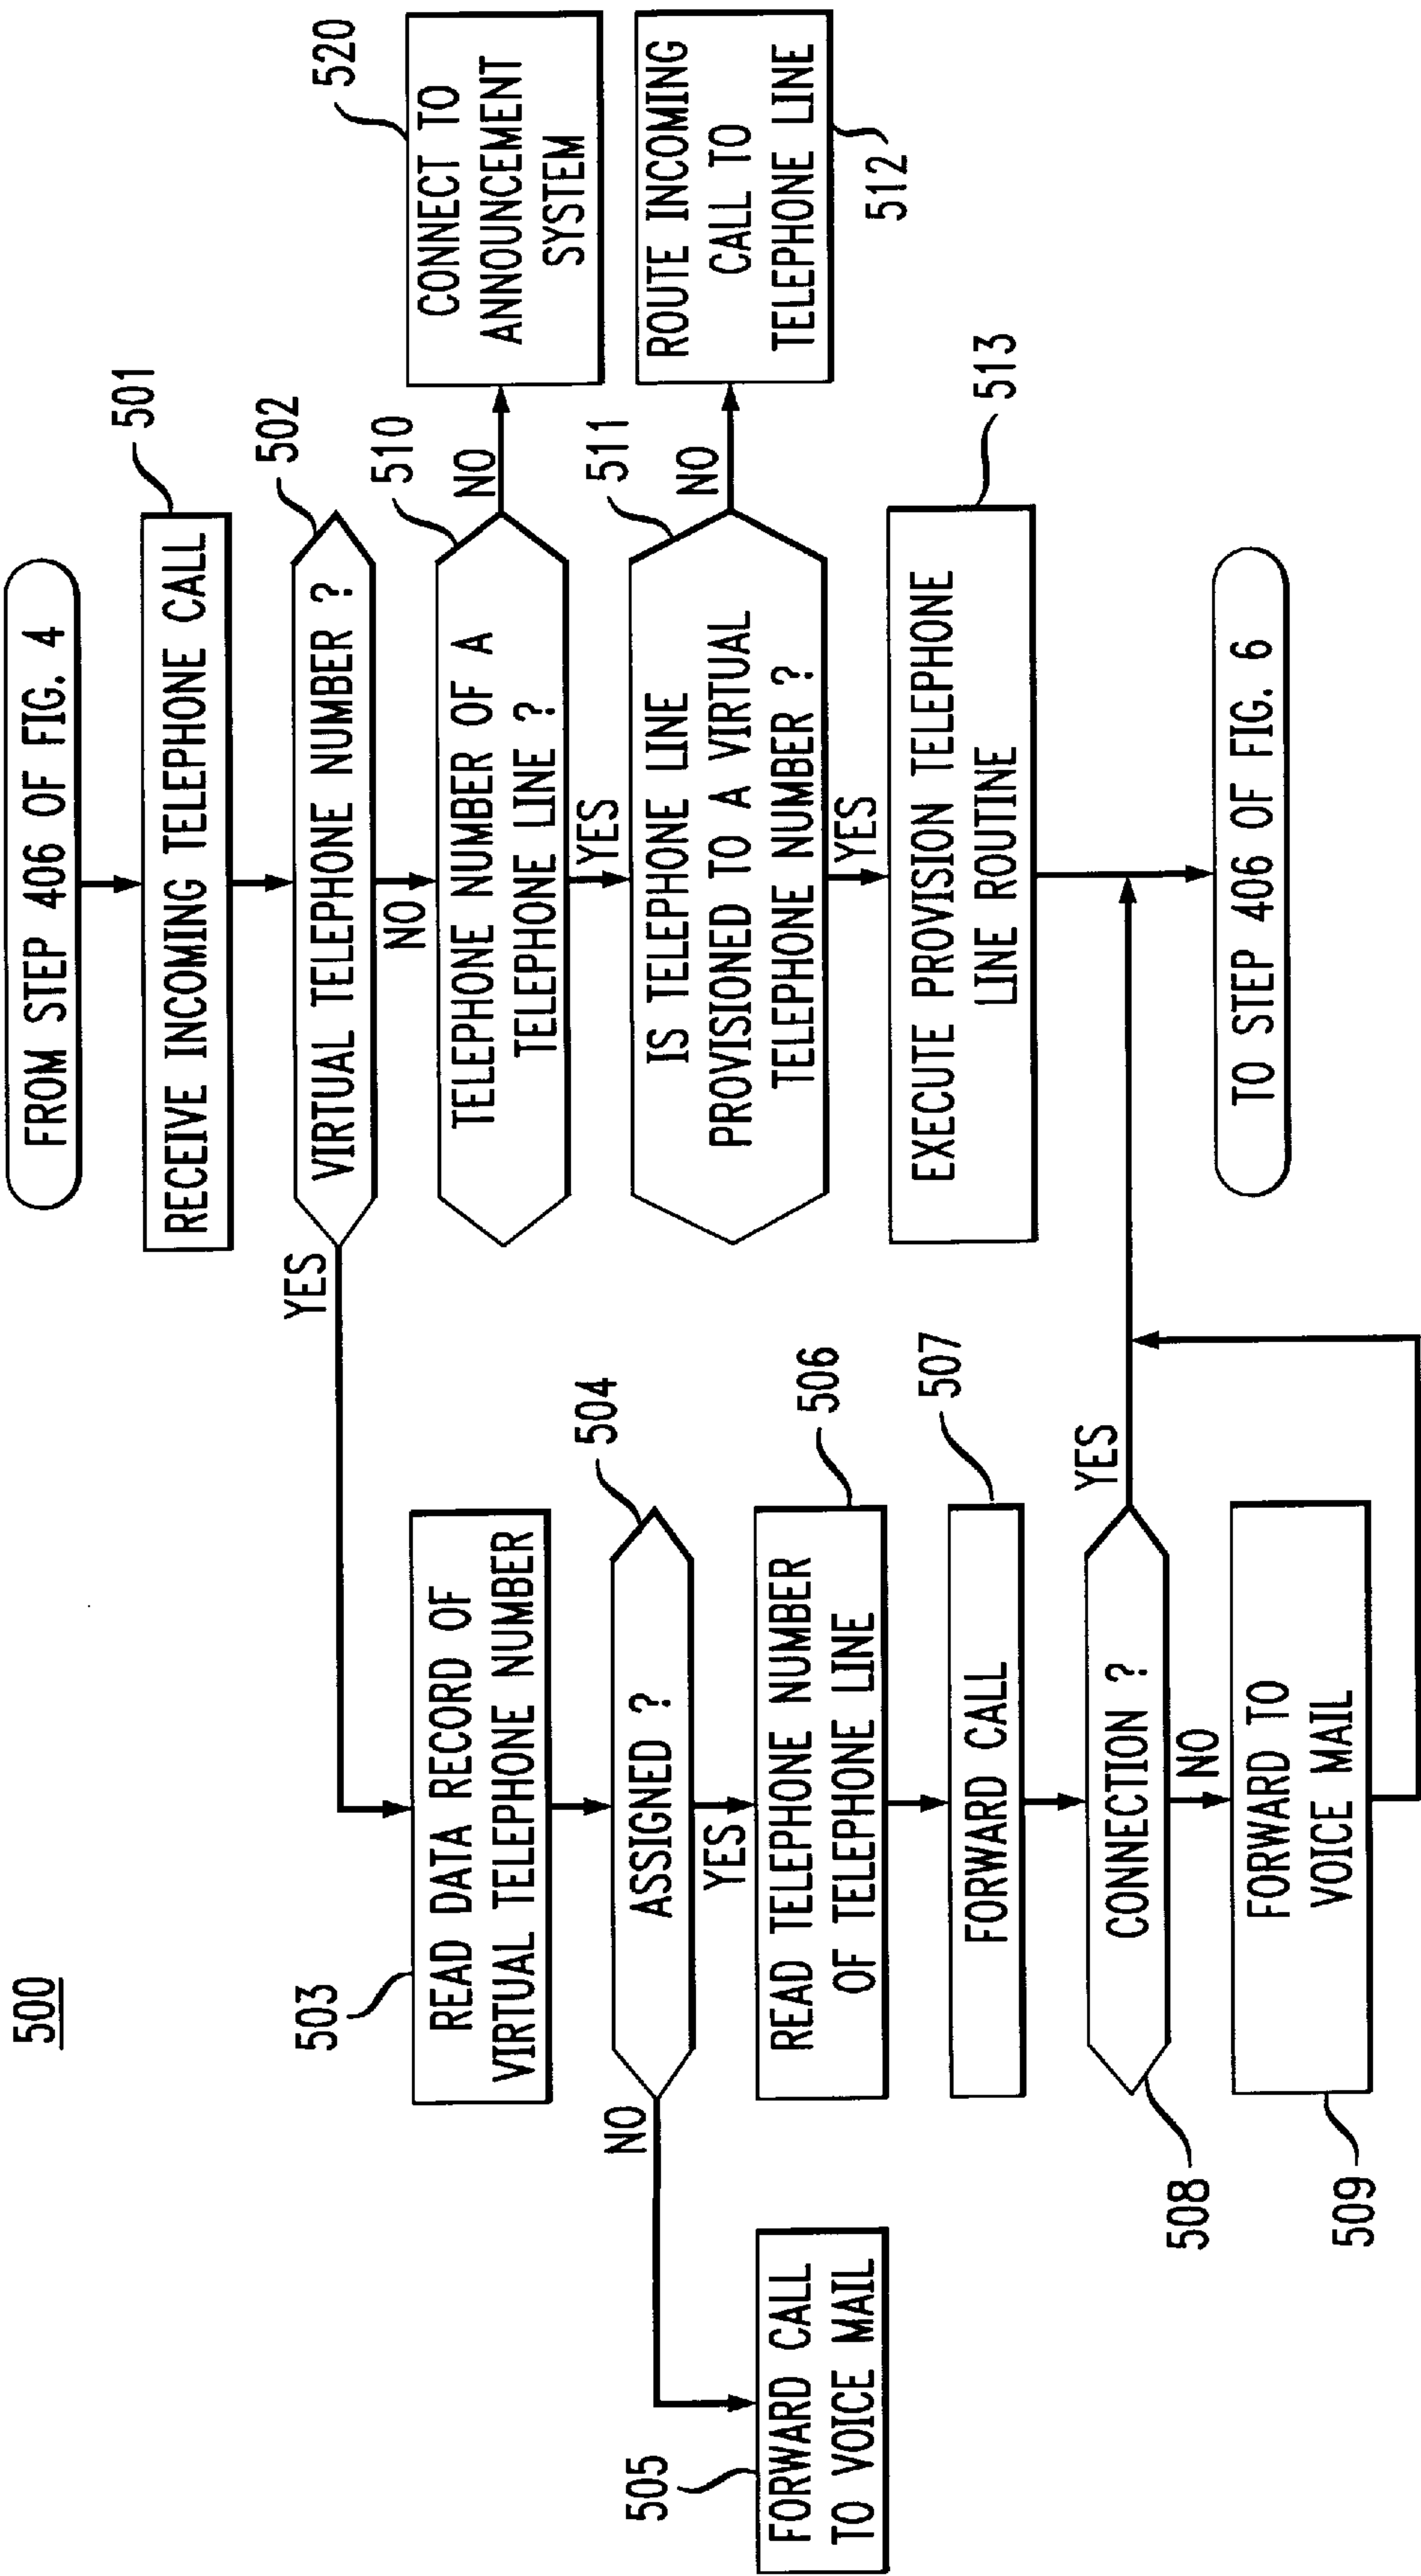 500
FROM STEP 406 OF FIG. 4
501
RECEIVE INCOMING TELEPHONE CALL
502
VIRTUAL TELEPHONE NUMBER ?
YES
NO
503
READ DATA RECORD OF
VIRTUAL TELEPHONE NUMBER
504
ASSIGNED ?
NO
YES
505
FORWARD CALL
TO VOICE MAIL
506
READ TELEPHONE NUMBER
OF TELEPHONE LINE
507
FORWARD CALL
508
CONNECTION ?
YES
NO
509
FORWARD TO
VOICE MAIL
510
TELEPHONE NUMBER OF A
TELEPHONE LINE ?
NO
YES
520
CONNECT TO
ANNOUNCEMENT
SYSTEM
511
IS TELEPHONE LINE
PROVISIONED TO A VIRTUAL
TELEPHONE NUMBER ?
NO
YES
ROUTE INCOMING
CALL TO
TELEPHONE LINE
512
513
EXECUTE PROVISION TELEPHONE
LINE ROUTINE
TO STEP 406 OF FIG. 6